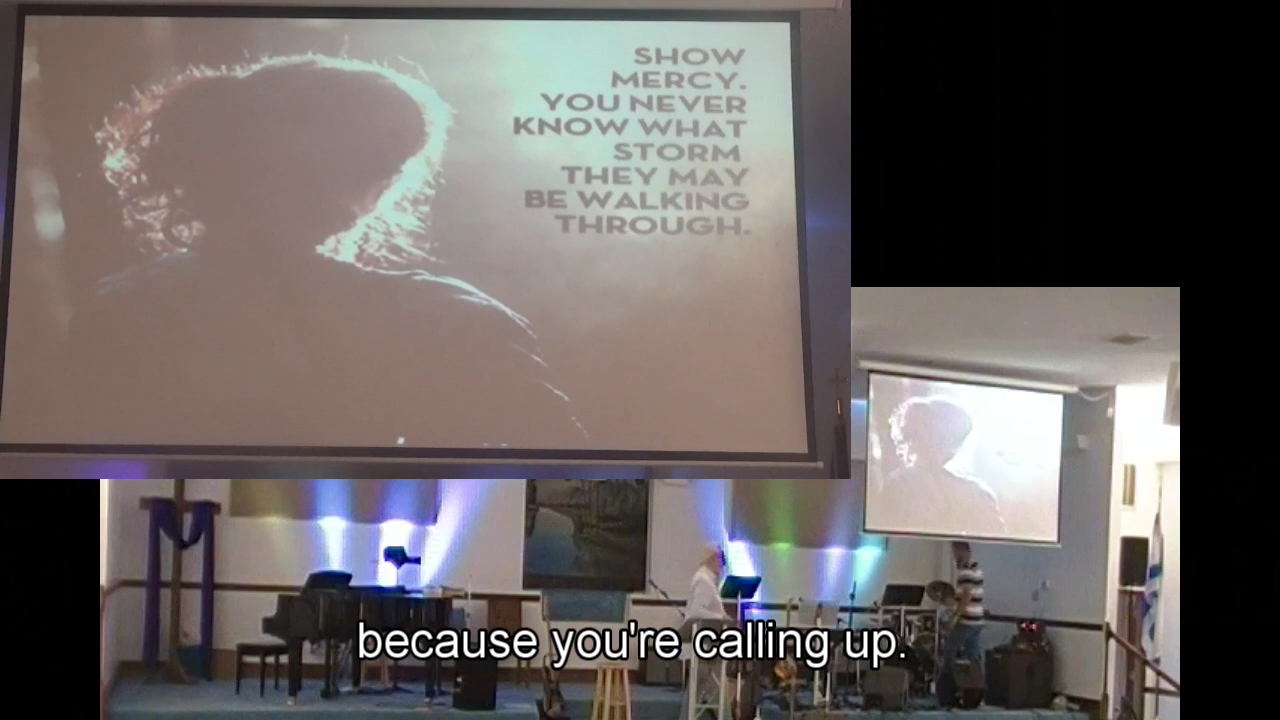 SHOW
MERCY.
YOU NEVER
KNOW WHAT
STORM
THEY MAY
BE WALKING
THROUGH.
because you're calling up.